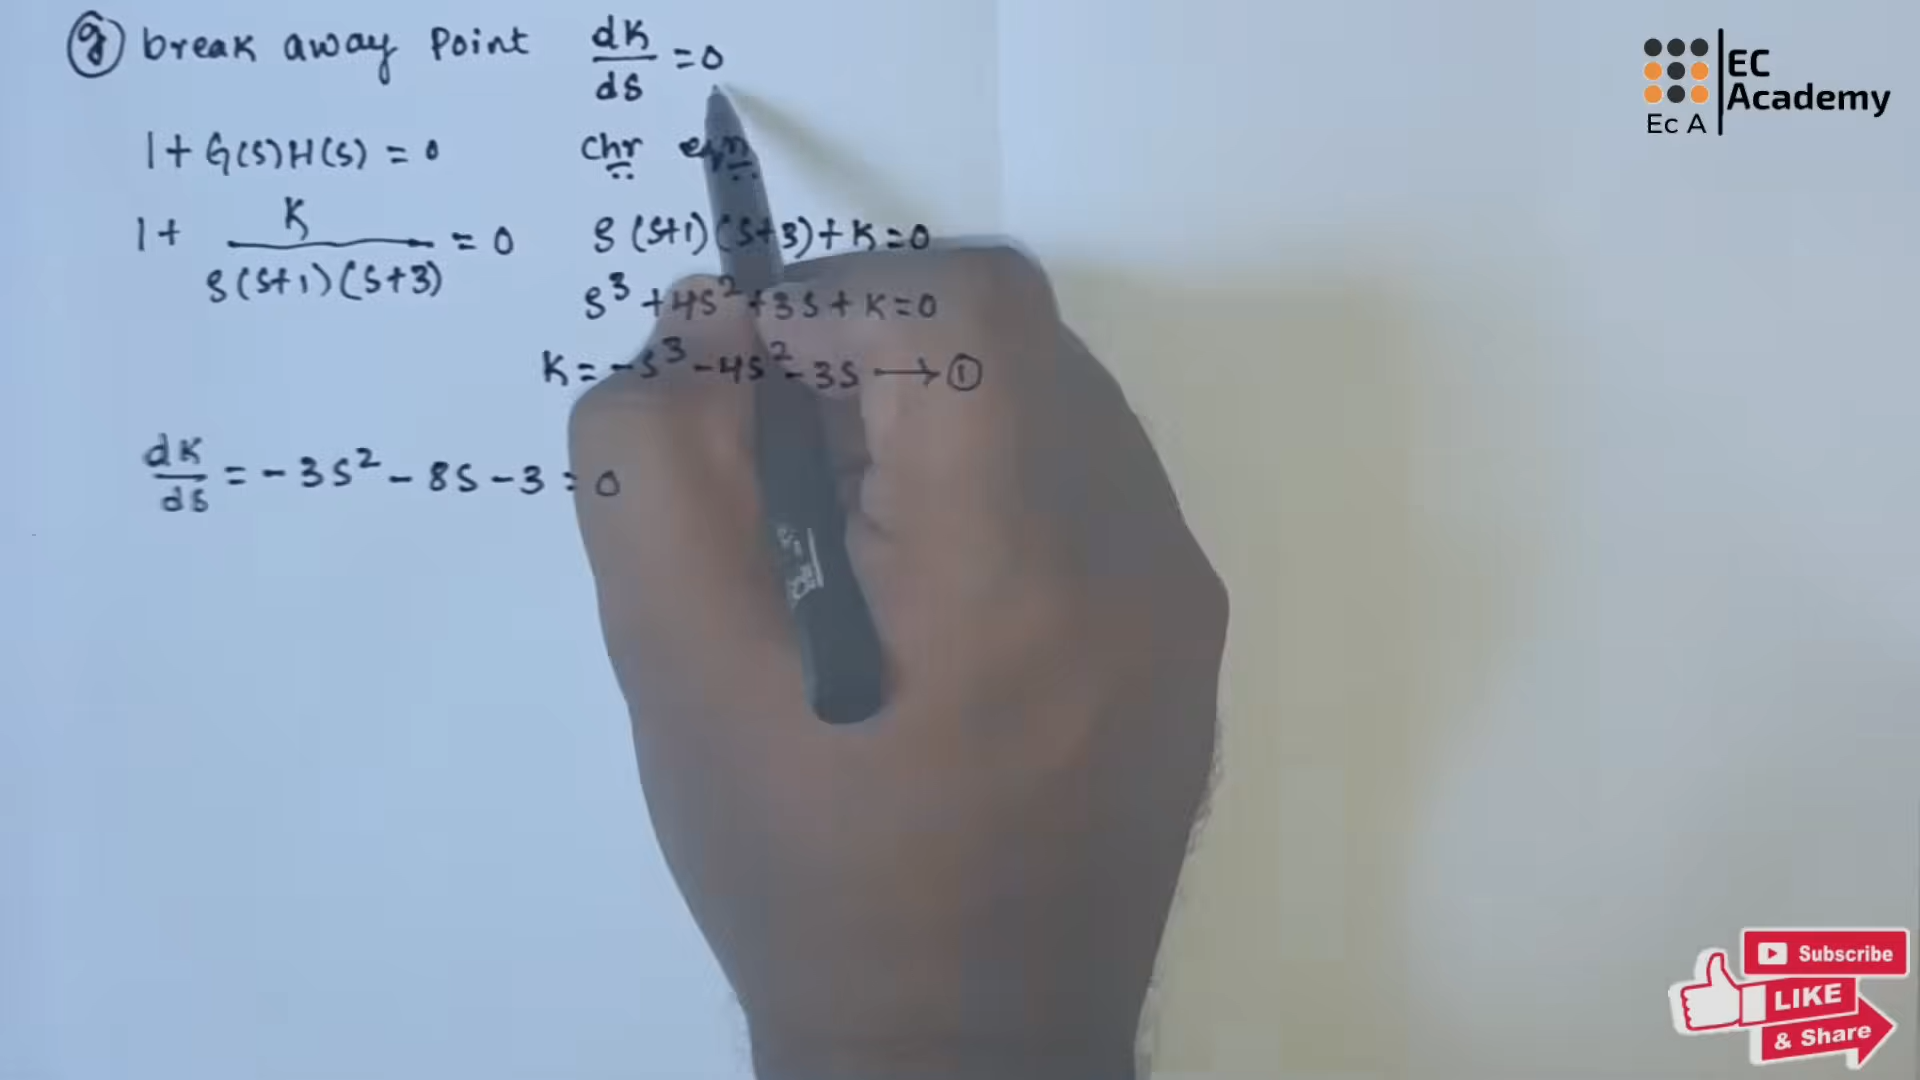 g break away Point dK/ds = 0
1 + G(s)H(s) = 0 chr eqn
1 + K/s(s+1)(s+3) = 0 s(s+1)(s+3) + K = 0
s³ + 4s² + 3s + K = 0
K = -s³ - 4s² - 3s → ①
dK/ds = -3s² - 8s - 3 = 0
EC
Academy
Ec A
Subscribe
LIKE
& Share